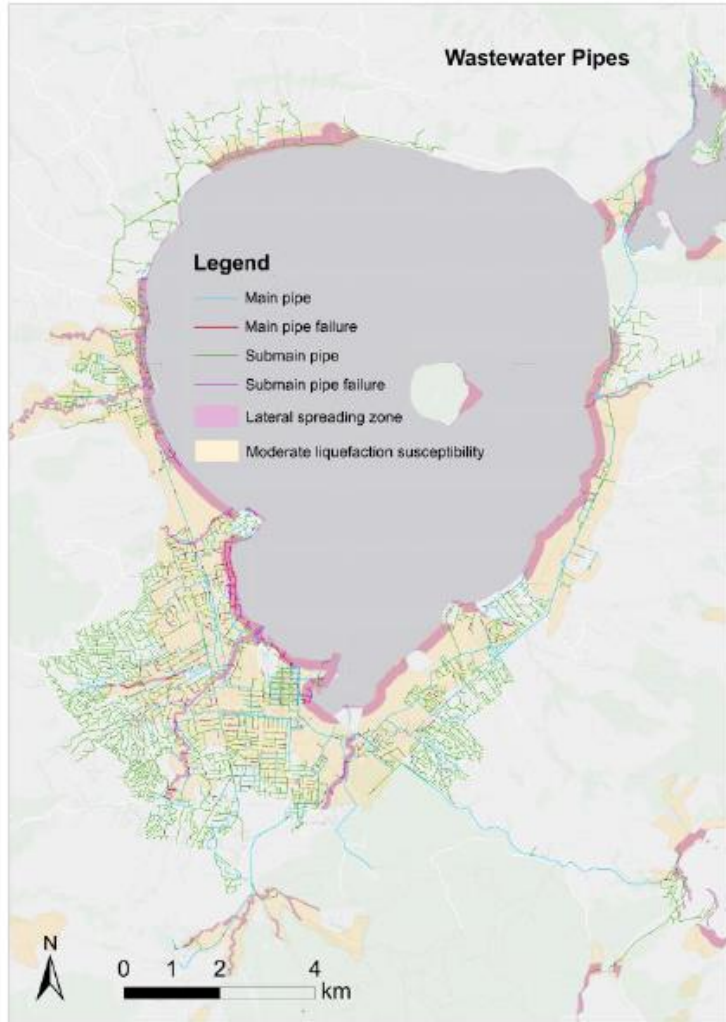 Wastewater Pipes
Legend
Main pipe
Main pipe failure
Submain pipe
Submain pipe failure
Lateral spreading zone
Moderate liquefaction susceptibility
N
0 1 2 4
km